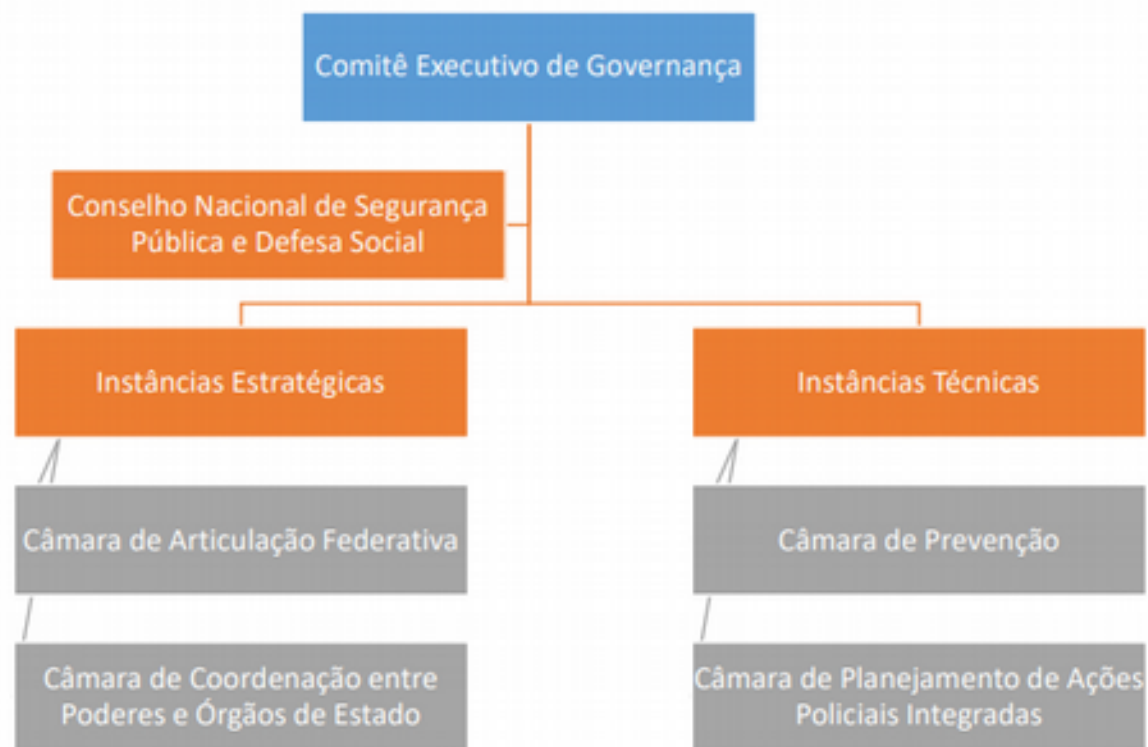 Comitê Executivo de Governança
Conselho Nacional de Segurança
Pública e Defesa Social
Instâncias Estratégicas
Instâncias Técnicas
Câmara de Articulação Federativa
Câmara de Prevenção
Câmara de Coordenação entre
Poderes e Órgãos de Estado
Câmara de Planejamento de Ações
Policiais Integradas